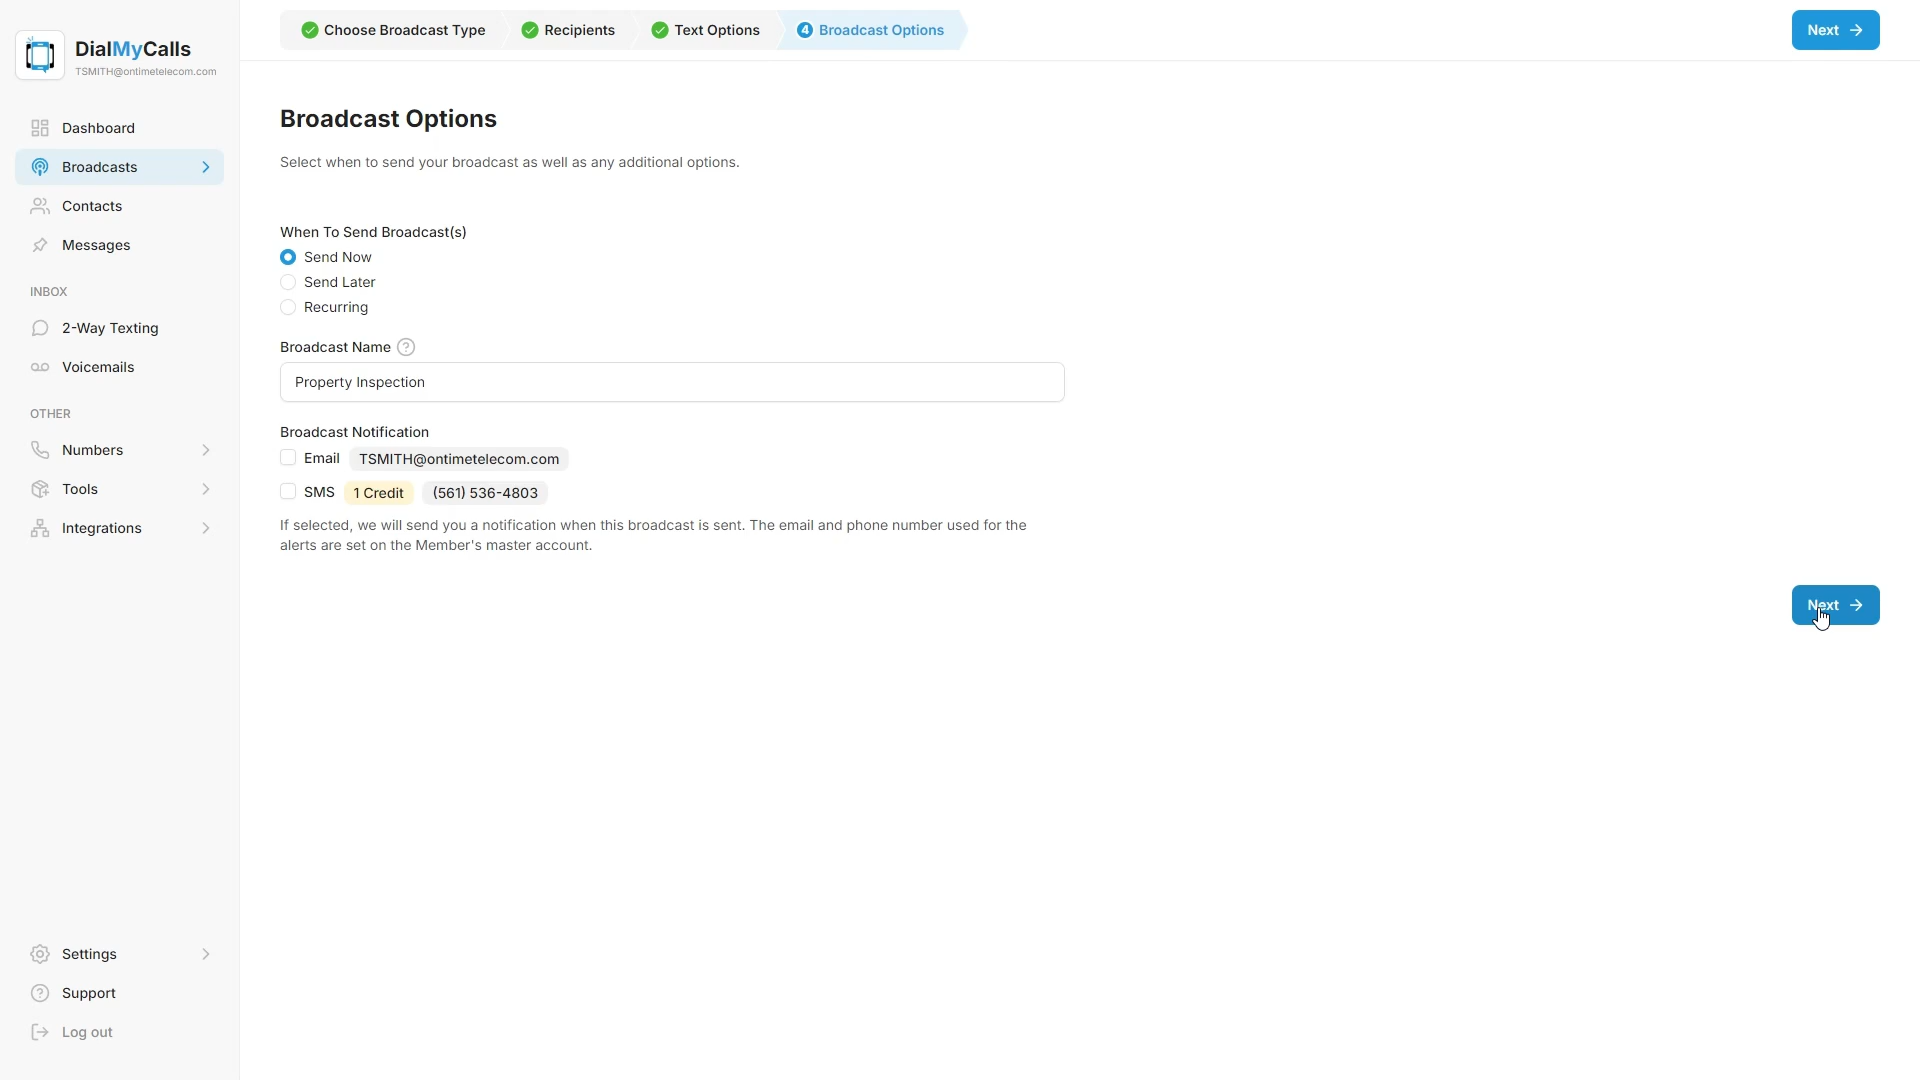 DialMyCalls
TSMITH@ontimetelecom.com
Dashboard
Broadcasts
Contacts
Messages
INBOX
2-Way Texting
Voicemails
OTHER
Numbers
Tools
Integrations
Settings
Support
Log out
Choose Broadcast Type
Recipients
Text Options
4 Broadcast Options
Next
Broadcast Options
Select when to send your broadcast as well as any additional options.
When To Send Broadcast(s)
Send Now
Send Later
Recurring
Broadcast Name ?
Property Inspection
Broadcast Notification
Email TSMITH@ontimetelecom.com
SMS 1 Credit (561) 536-4803
If selected, we will send you a notification when this broadcast is sent. The email and phone number used for the
alerts are set on the Member's master account.
Next